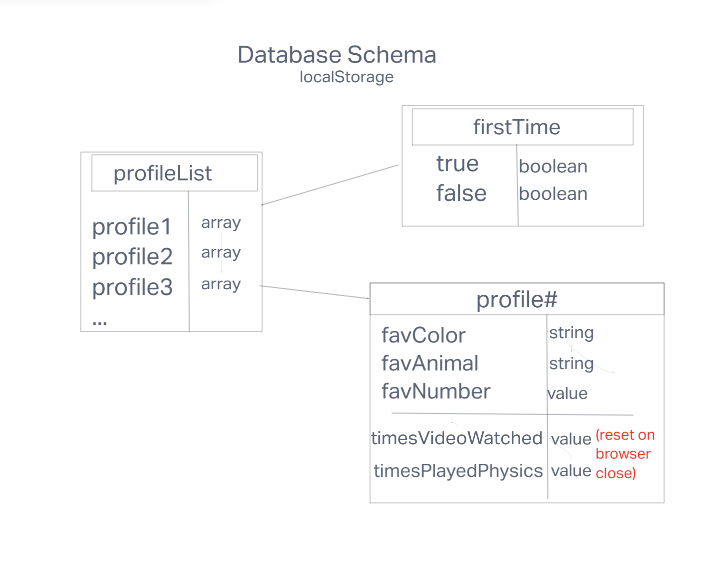 Database Schema
localStorage
profileList
profile1 array
profile2 array
profile3 array
...
firstTime
true boolean
false boolean
profile#
favColor string
favAnimal string
favNumber value
timesVideoWatched value
timesPlayedPhysics value
(reset on
browser
close)